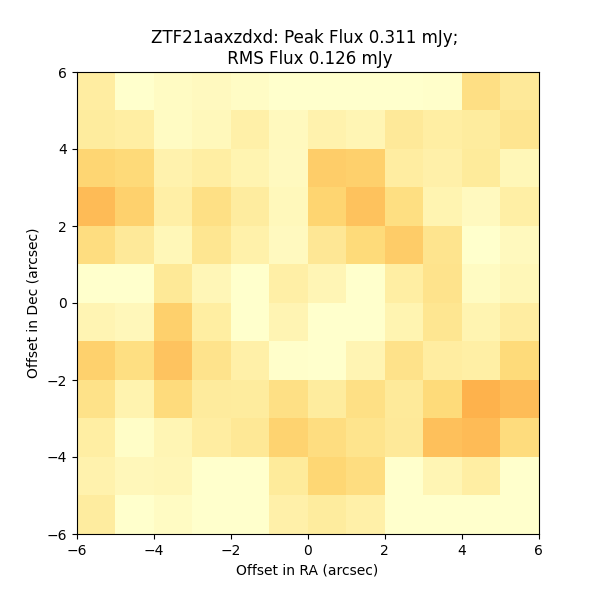 ZTF21aaxzdxd: Peak Flux 0.311 mJy;
RMS Flux 0.126 mJy
6
4
2
0
−2
−4
−6
Offset in Dec (arcsec)
−6 −4 −2 0 2 4 6
Offset in RA (arcsec)